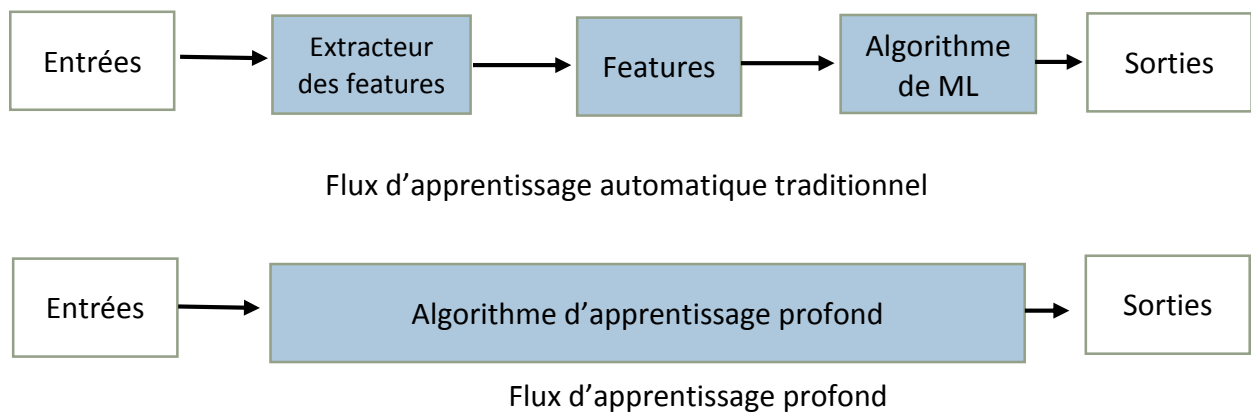 Entrées
Extracteur
des features
Features
Algorithme
de ML
Sorties
Flux d’apprentissage automatique traditionnel
Entrées
Algorithme d’apprentissage profond
Sorties
Flux d’apprentissage profond